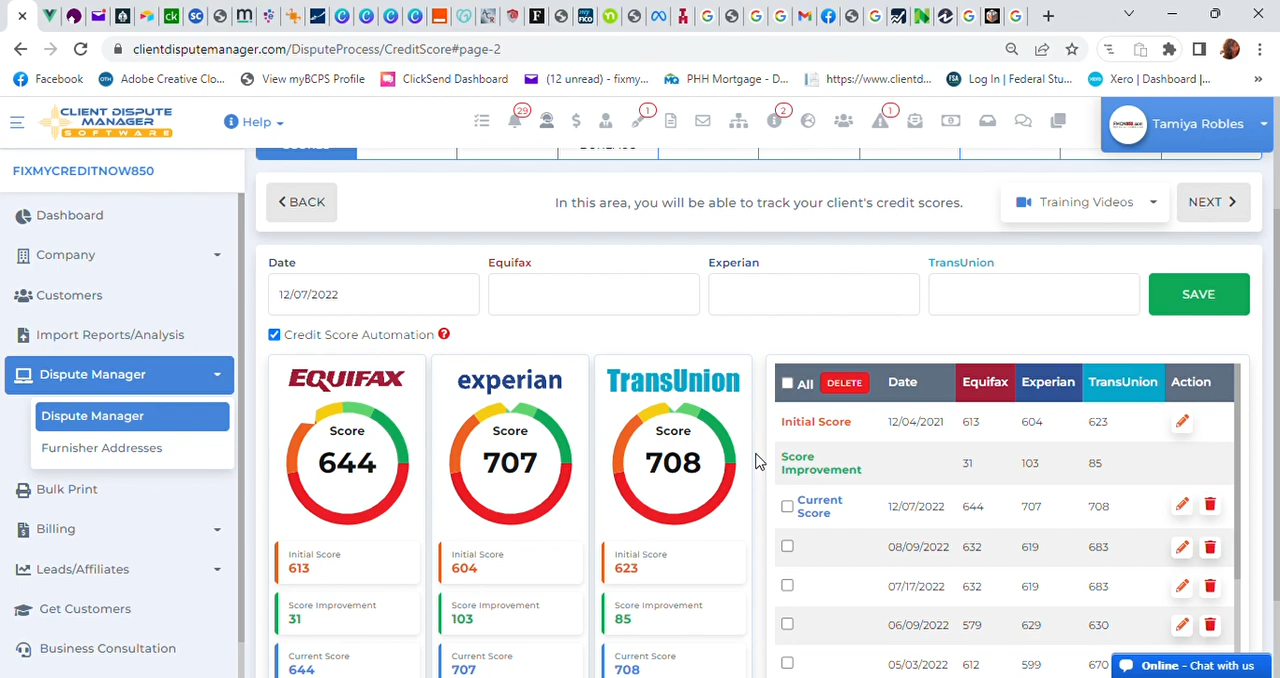 clientdisputemanager.com/DisputeProcess/CreditScore#page-2
Facebook
Adobe Creative Clo...
View myBCPS Profile
ClickSend Dashboard
(12 unread) - fixmy...
PHH Mortgage - D...
https://www.clientd...
Log In | Federal Stu...
Xero | Dashboard |...
»
CLIENT DISPUTE
MANAGER
SOFTWARE
Help
29
1
2
1
Tamiya Robles
FIXMYCREDITNOW850
Dashboard
Company
Customers
Import Reports/Analysis
Dispute Manager
Dispute Manager
Furnisher Addresses
Bulk Print
Billing
Leads/Affiliates
Get Customers
Business Consultation
BACK
In this area, you will be able to track your client's credit scores.
Training Videos
NEXT
Date
Equifax
Experian
TransUnion
12/07/2022
SAVE
Credit Score Automation
EQUIFAX
Score
644
Initial Score
613
Score Improvement
31
Current Score
644
experian
Score
707
Initial Score
604
Score Improvement
103
Current Score
707
TransUnion
Score
708
Initial Score
623
Score Improvement
85
Current Score
708
All DELETE Date Equifax Experian TransUnion Action
Initial Score 12/04/2021 613 604 623
Score
Improvement 31 103 85
Current
Score 12/07/2022 644 707 708
08/09/2022 632 619 683
07/17/2022 632 619 683
06/09/2022 579 629 630
05/03/2022 612 599 670
Online - Chat with us